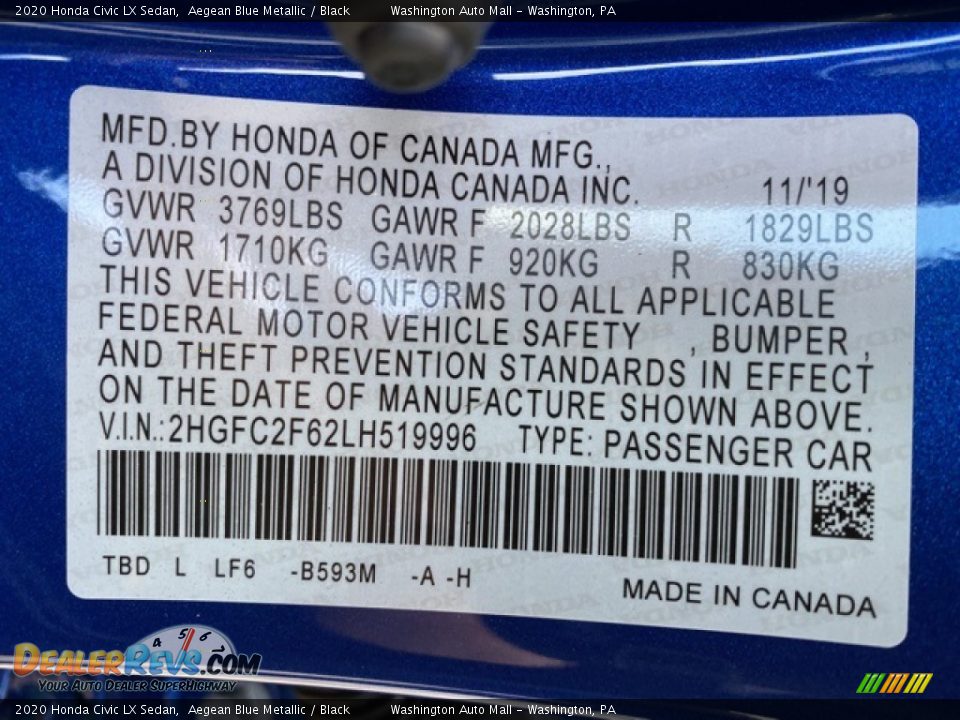 2020 Honda Civic LX Sedan,  Aegean Blue Metallic / Black  Washington Auto Mall - Washington, PA
MFD.BY HONDA OF CANADA MFG.,
A DIVISION OF HONDA CANADA INC.  11/'19
GVWR 3769LBS  GAWR F 2028LBS  R  1829LBS
GVWR 1710KG  GAWR F 920KG  R  830KG
THIS VEHICLE CONFORMS TO ALL APPLICABLE
FEDERAL MOTOR VEHICLE SAFETY  , BUMPER ,
AND THEFT PREVENTION STANDARDS IN EFFECT
ON THE DATE OF MANUFACTURE SHOWN ABOVE.
V.I.N.:2HGFC2F62LH519996  TYPE: PASSENGER CAR
TBD  L  LF6  -B593M  -A -H
MADE IN CANADA
4 5 6
DEALERREVS.COM
YOUR AUTO DEALER SUPERHIGHWAY
2020 Honda Civic LX Sedan,  Aegean Blue Metallic / Black  Washington Auto Mall - Washington, PA